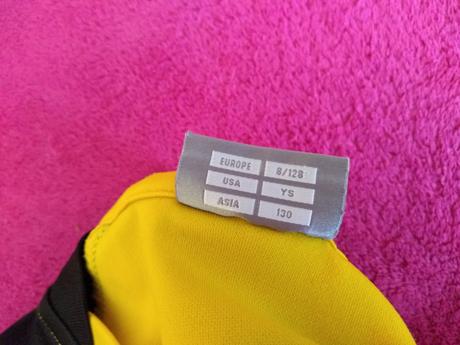 EUROPE 8/128
USA YS
ASIA 130